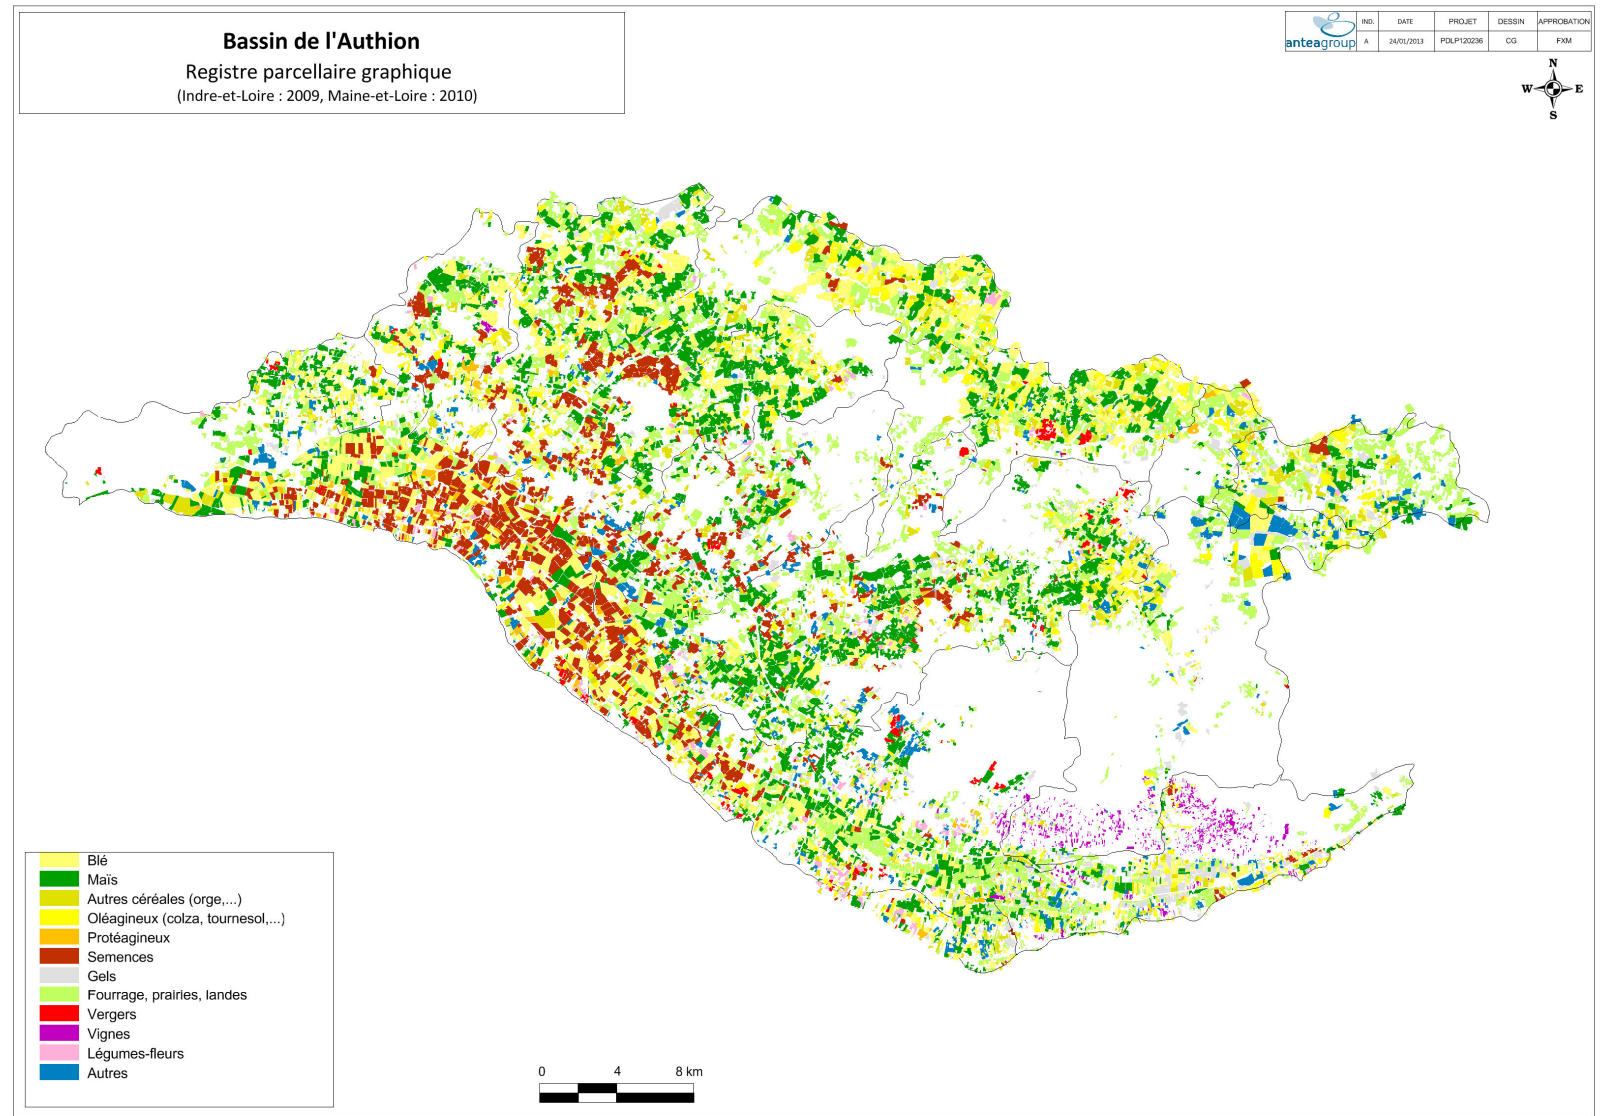 Bassin de l'Authion
Registre parcellaire graphique
(Indre-et-Loire : 2009, Maine-et-Loire : 2010)
anteagroup
IND. DATE PROJET DESSIN APPROBATION
A 24/01/2013 PDLP120236 CG FXM
N
W E
S
Blé
Maïs
Autres céréales (orge,...)
Oléagineux (colza, tournesol,...)
Protéagineux
Semences
Gels
Fourrage, prairies, landes
Vergers
Vignes
Légumes-fleurs
Autres
0 4 8 km